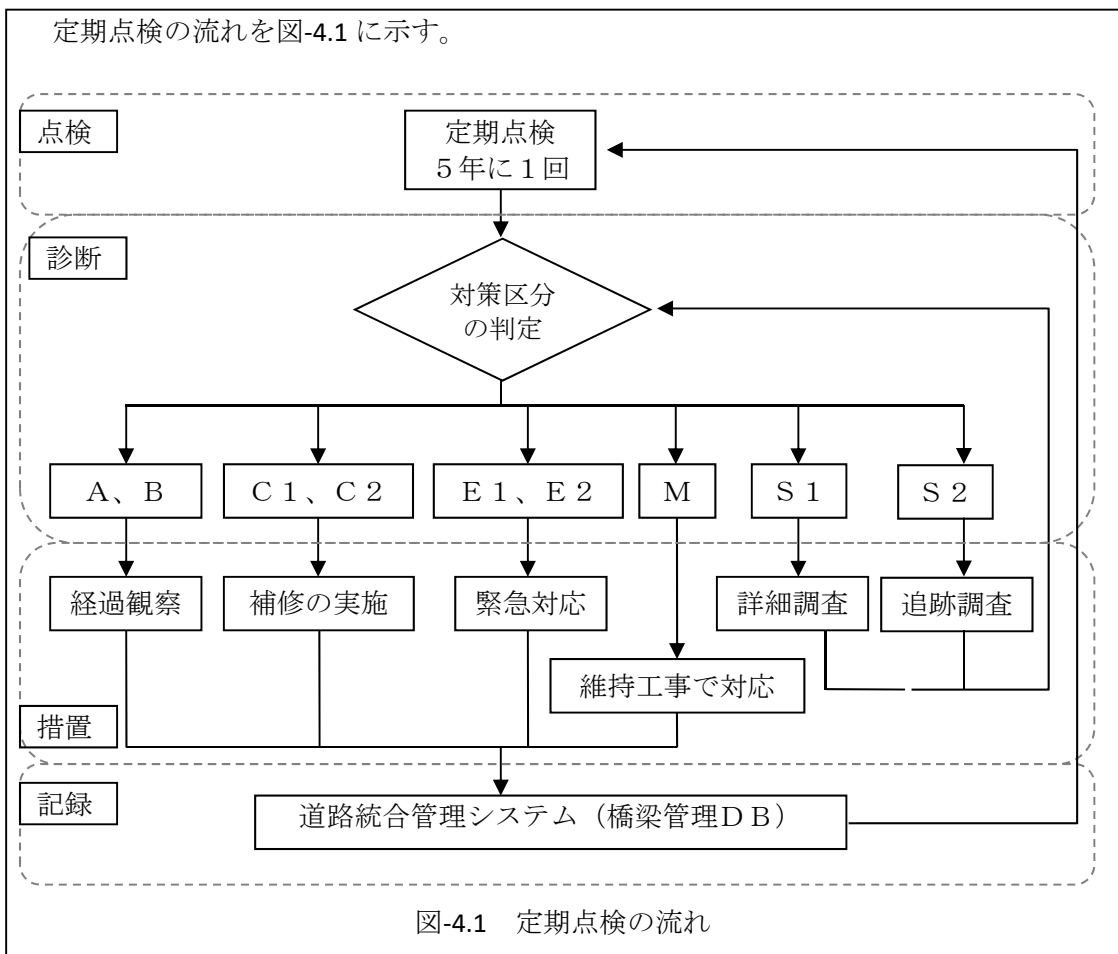 定期点検の流れを図-4.1 に示す。
点検
定期点検
５年に１回
診断
対策区分
の判定
Ａ、Ｂ
Ｃ１、Ｃ２
Ｅ１、Ｅ２
Ｍ
Ｓ１
Ｓ２
経過観察
補修の実施
緊急対応
詳細調査
追跡調査
維持工事で対応
措置
記録
道路統合管理システム（橋梁管理ＤＢ）
図-4.1　定期点検の流れ